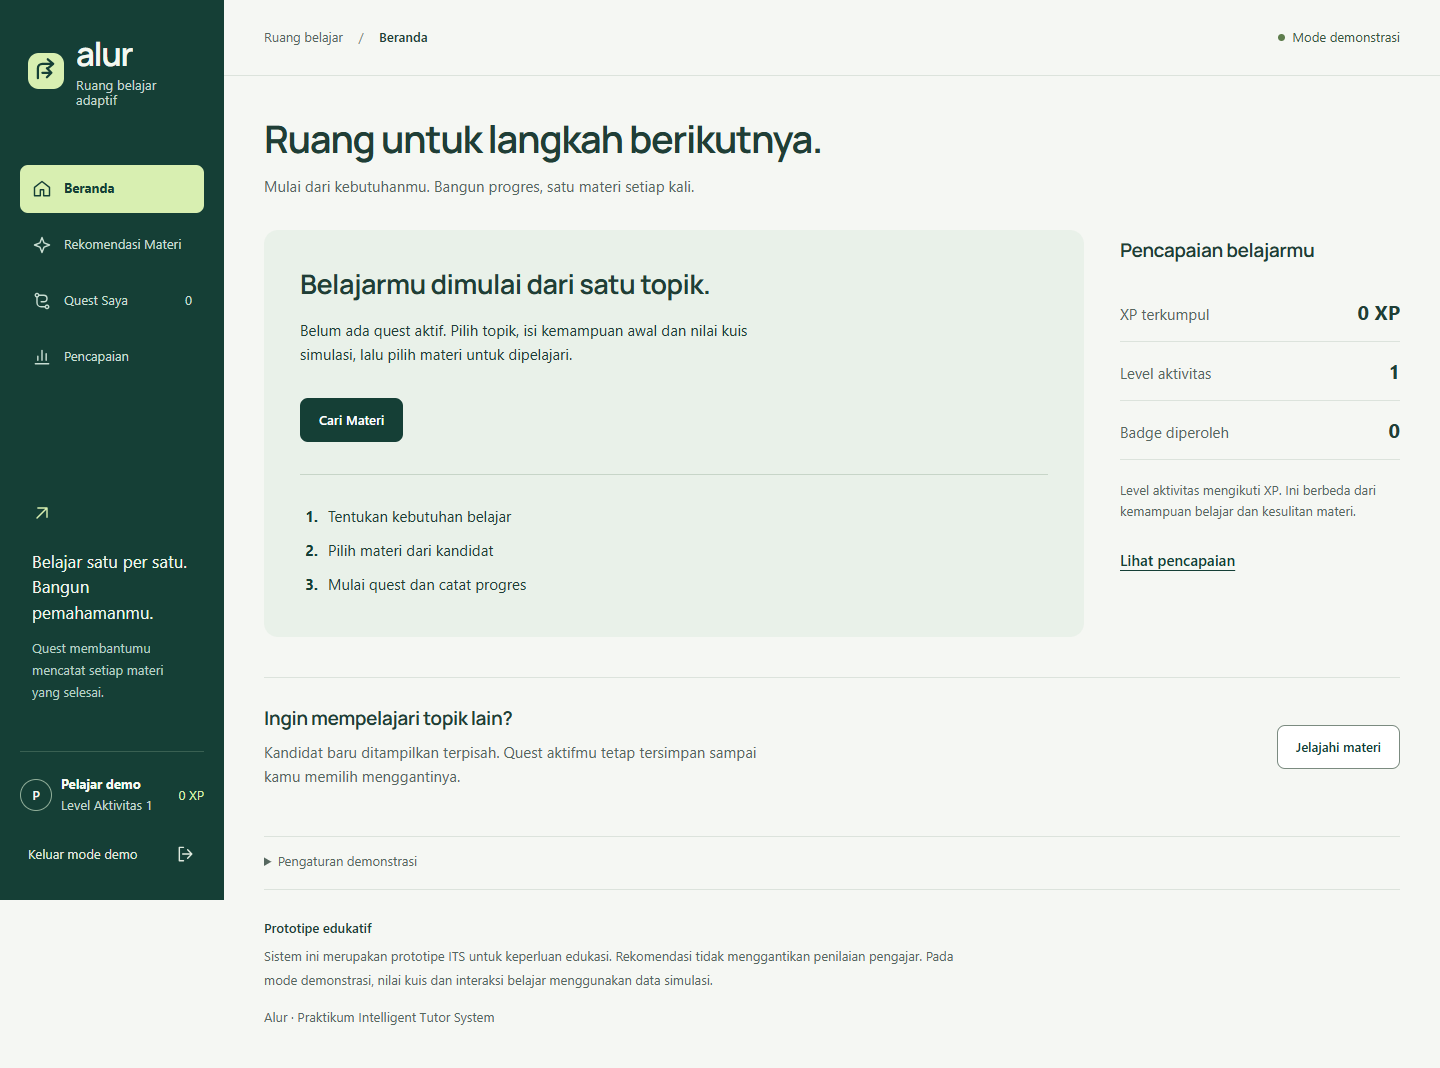 alur
Ruang belajar
adaptif
Beranda
Rekomendasi Materi
Quest Saya 0
Pencapaian
Belajar satu per satu.
Bangun
pemahamanmu.
Quest membantumu
mencatat setiap materi
yang selesai.
P
Pelajar demo
Level Aktivitas 1
0 XP
Keluar mode demo
Ruang belajar / Beranda
Mode demonstrasi
Ruang untuk langkah berikutnya.
Mulai dari kebutuhanmu. Bangun progres, satu materi setiap kali.
Belajarmu dimulai dari satu topik.
Belum ada quest aktif. Pilih topik, isi kemampuan awal dan nilai kuis
simulasi, lalu pilih materi untuk dipelajari.
Cari Materi
1. Tentukan kebutuhan belajar
2. Pilih materi dari kandidat
3. Mulai quest dan catat progres
Pencapaian belajarmu
XP terkumpul 0 XP
Level aktivitas 1
Badge diperoleh 0
Level aktivitas mengikuti XP. Ini berbeda dari
kemampuan belajar dan kesulitan materi.
Lihat pencapaian
Ingin mempelajari topik lain?
Kandidat baru ditampilkan terpisah. Quest aktifmu tetap tersimpan sampai
kamu memilih menggantinya.
Jelajahi materi
Pengaturan demonstrasi
Prototipe edukatif
Sistem ini merupakan prototipe ITS untuk keperluan edukasi. Rekomendasi tidak menggantikan penilaian pengajar. Pada
mode demonstrasi, nilai kuis dan interaksi belajar menggunakan data simulasi.
Alur · Praktikum Intelligent Tutor System